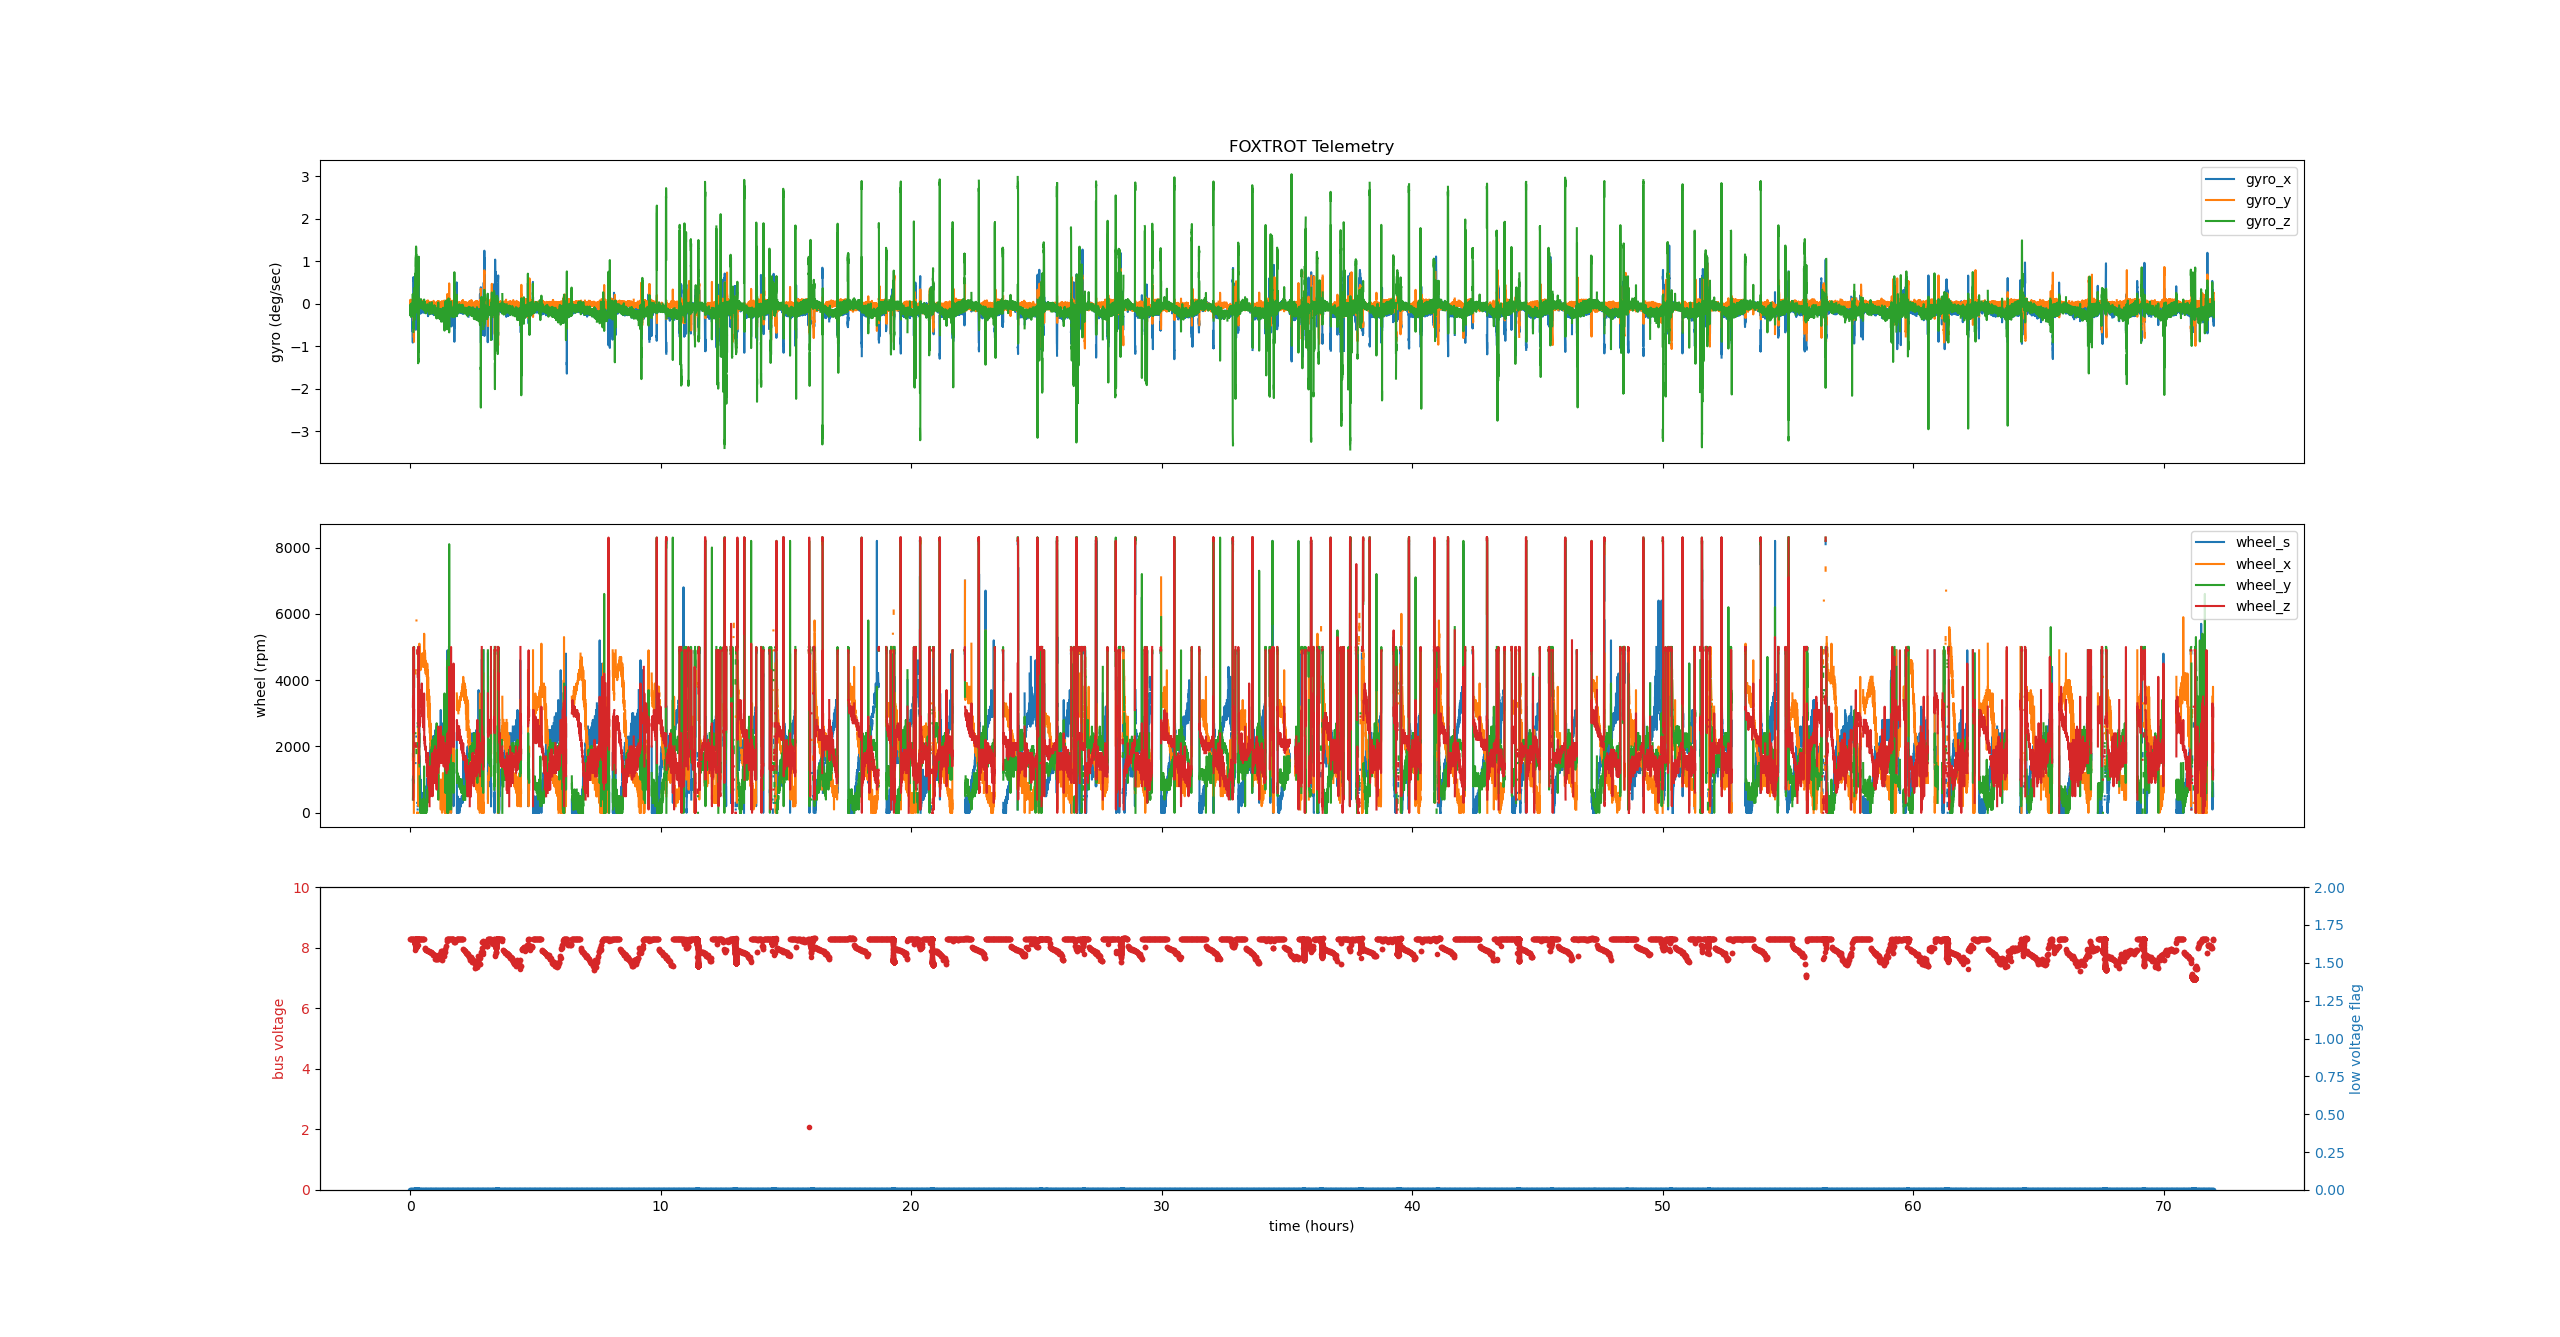 FOXTROT Telemetry
3
2
1
0
−1
−2
−3
gyro (deg/sec)
gyro_x
gyro_y
gyro_z
8000
6000
4000
2000
0
wheel (rpm)
wheel_s
wheel_x
wheel_y
wheel_z
10
8
6
4
2
0
bus voltage
2.00
1.75
1.50
1.25
1.00
0.75
0.50
0.25
0.00
low voltage flag
0 10 20 30 40 50 60 70
time (hours)